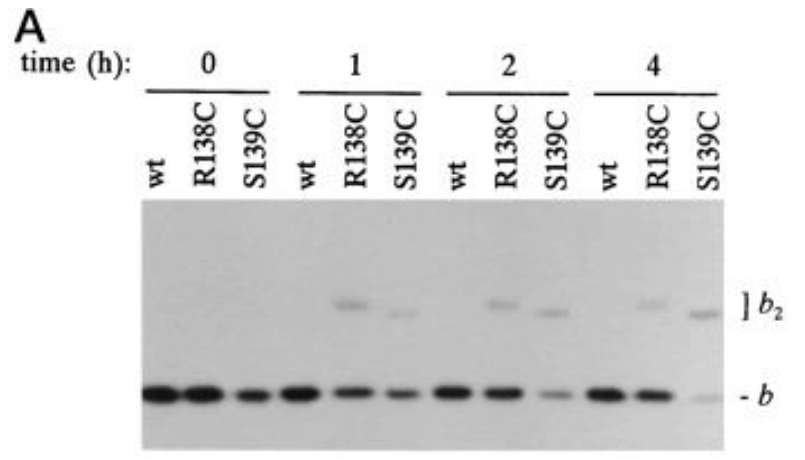 A
time (h): 0 1 2 4
wt R138C S139C wt R138C S139C wt R138C S139C wt R138C S139C
] b₂
- b